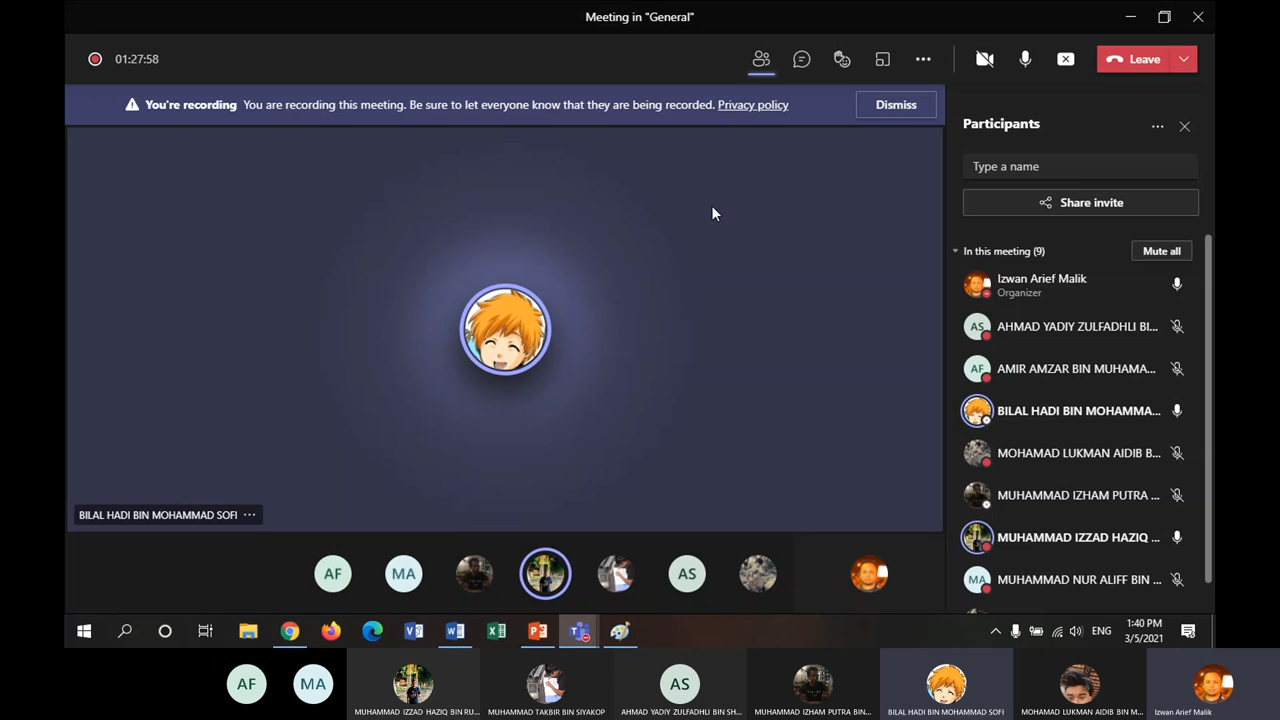 Meeting in "General"
01:27:58
Leave
You're recording You are recording this meeting. Be sure to let everyone know that they are being recorded. Privacy policy
Dismiss
Participants
Type a name
Share invite
In this meeting (9)
Mute all
Izwan Arief Malik
Organizer
AS AHMAD YADIY ZULFADHLI BI...
AF AMIR AMZAR BIN MUHAMA...
BILAL HADI BIN MOHAMMA...
MOHAMAD LUKMAN AIDIB B...
MUHAMMAD IZHAM PUTRA ...
MUHAMMAD IZZAD HAZIQ ...
MA MUHAMMAD NUR ALIFF BIN ...
BILAL HADI BIN MOHAMMAD SOFI ...
AF MA AS
ENG
1:40 PM
3/5/2021
AF MA AS
MUHAMMAD IZZAD HAZIQ BIN RU...
MUHAMMAD TAKBIR BIN SIYAKOP
AHMAD YADIY ZULFADHLI BIN SH...
MUHAMMAD IZHAM PUTRA BIN...
BILAL HADI BIN MOHAMMAD SOFI
MOHAMAD LUKMAN AIDIB BIN M...
Izwan Arief Malik